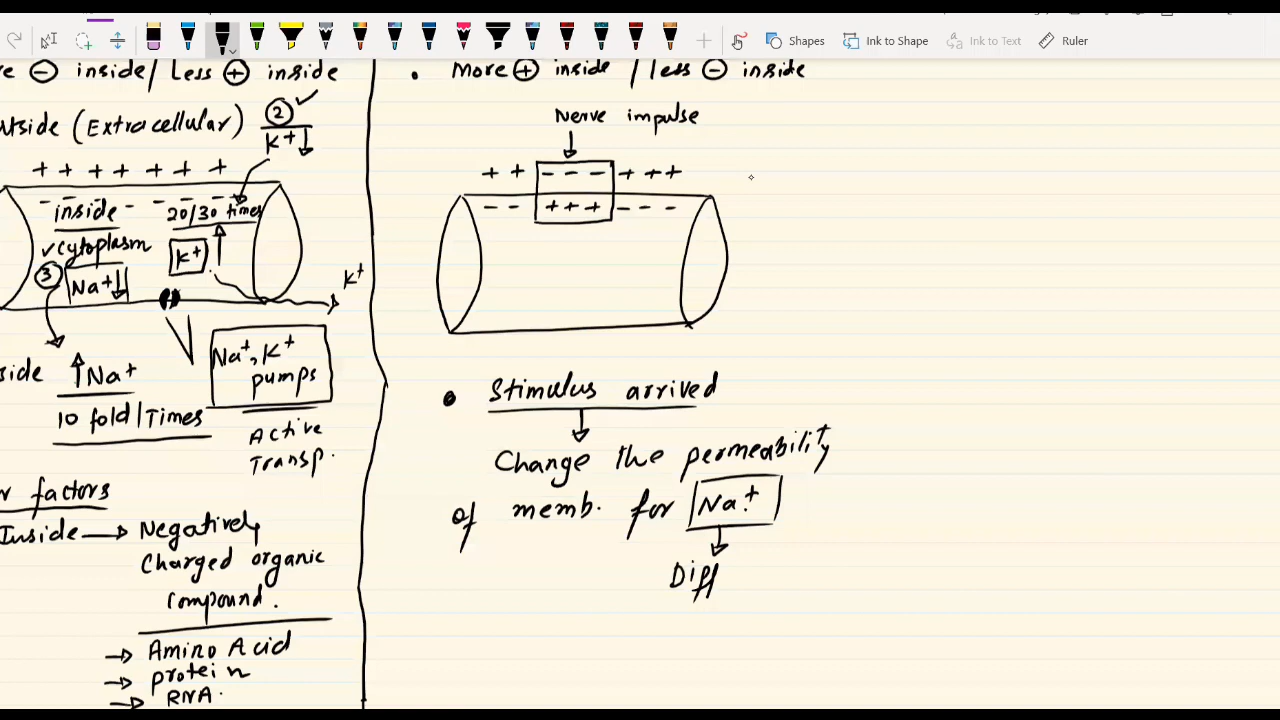 Shapes
Ink to Shape
Ink to Text
Ruler
⊖ inside / Less ⊕ inside
(Extracellular)
②
K+↓
+ + + + + + +
- - - - - - - -
inside
20/30 times
✓cytoplasm
K+
③
Na+↓
K+
Na+, K+
pumps
↑Na+
10 fold / Times
Active
Transp.
factors
Inside → Negatively
Charged organic
Compound.
→ Amino Acid
→ protein
→ RNA.
• More ⊕ inside / less ⊖ inside
Nerve impulse
+ + - - - + + +
- - + + + - - -
• Stimulus arrived
Change the permeability
of memb. for Na+
Diff